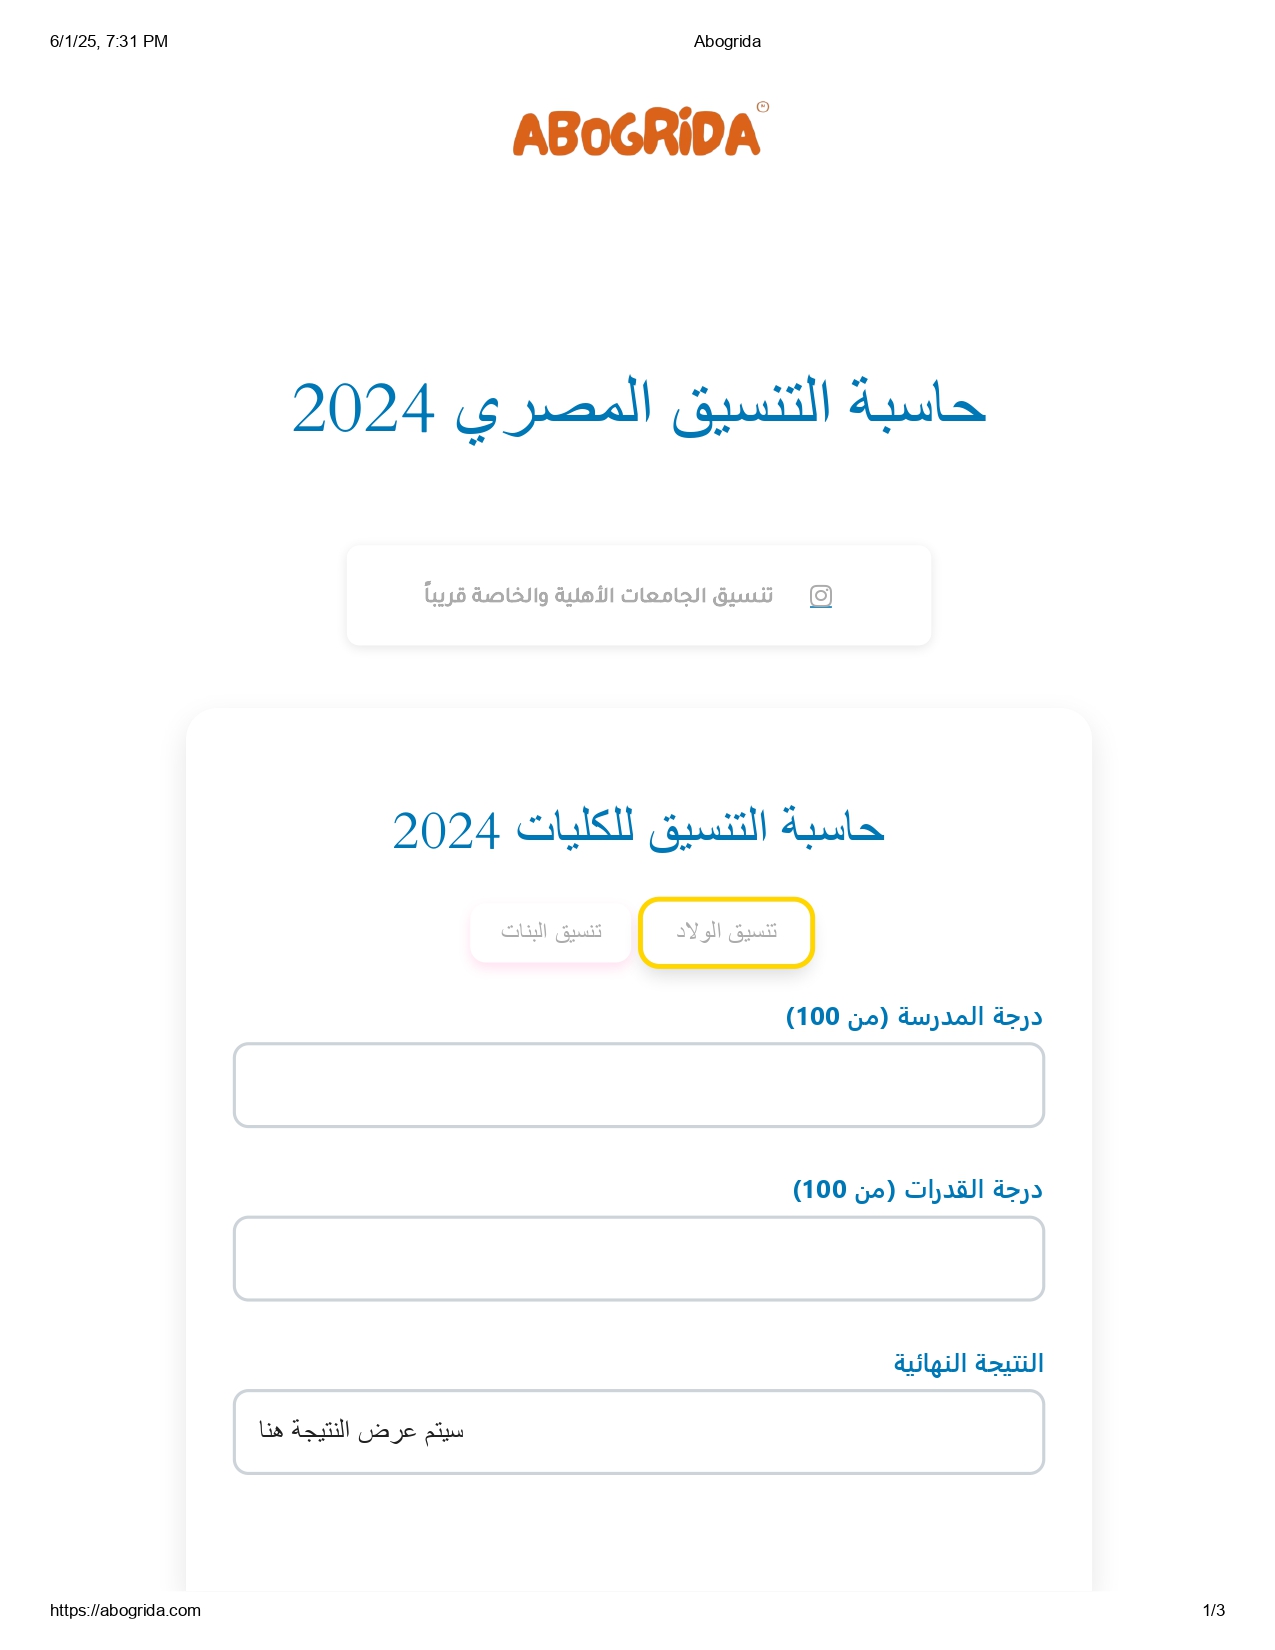 6/1/25, 7:31 PM
Abogrida
ABOGRiDA
حاسبة التنسيق المصري 2024
تنسيق الجامعات الأهلية والخاصة قريباً
حاسبة التنسيق للكليات 2024
تنسيق الولاد
تنسيق البنات
درجة المدرسة (من 100)
درجة القدرات (من 100)
النتيجة النهائية
سيتم عرض النتيجة هنا
https://abogrida.com
1/3